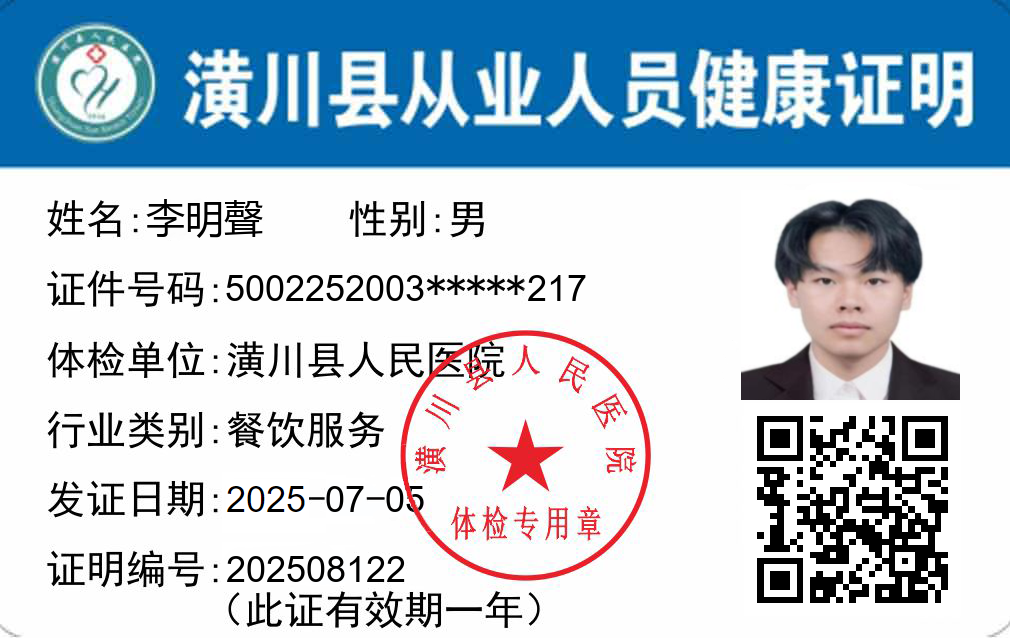 潢川县从业人员健康证明
姓名:李明聲 性别:男
证件号码:5002252003*****217
体检单位:潢川县人民医院
行业类别:餐饮服务
发证日期:2025-07-05
证明编号:202508122
(此证有效期一年)
潢川县人民医院
体检专用章